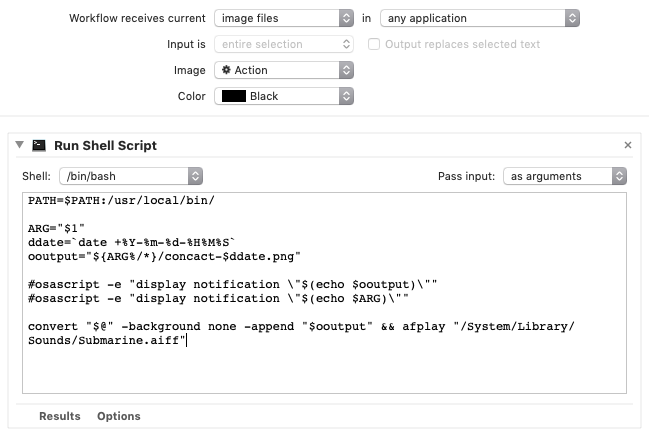 Workflow receives current image files in any application
Input is entire selection Output replaces selected text
Image Action
Color Black
Run Shell Script
Shell: /bin/bash Pass input: as arguments
PATH=$PATH:/usr/local/bin/
ARG="$1"
ddate=`date +%Y-%m-%d-%H%M%S`
ooutput="${ARG%/*}/concact-$ddate.png"
#osascript -e "display notification \"$(echo $ooutput)\""
#osascript -e "display notification \"$(echo $ARG)\""
convert "$@" -background none -append "$ooutput" && afplay "/System/Library/
Sounds/Submarine.aiff"
Results Options